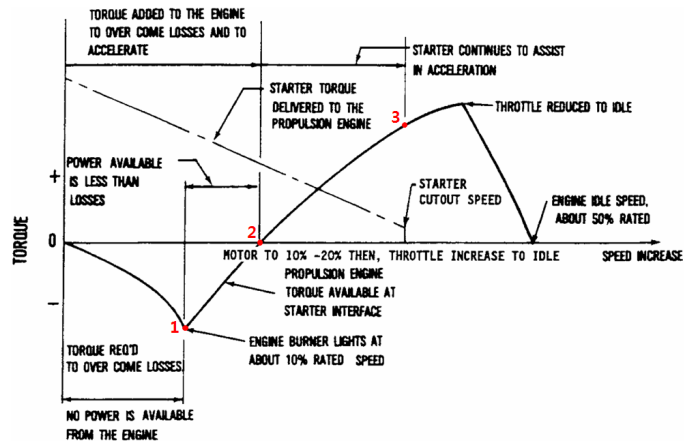 TORQUE ADDED TO THE ENGINE
TO OVER COME LOSSES AND TO
ACCELERATE
STARTER CONTINUES TO ASSIST
IN ACCELERATION
STARTER TORQUE
DELIVERED TO THE
PROPULSION ENGINE
3
THROTTLE REDUCED TO IDLE
POWER AVAILABLE
IS LESS THAN
LOSSES
STARTER
CUTOUT SPEED
ENGINE IDLE SPEED,
ABOUT 50% RATED
+
2
TORQUE
0
MOTOR TO 10% -20% THEN, THROTTLE INCREASE TO IDLE
SPEED INCREASE
PROPULSION ENGINE
TORQUE AVAILABLE AT
STARTER INTERFACE
-
1
ENGINE BURNER LIGHTS AT
ABOUT 10% RATED SPEED
TORQUE REQ'D
TO OVER COME LOSSES
NO POWER IS AVAILABLE
FROM THE ENGINE